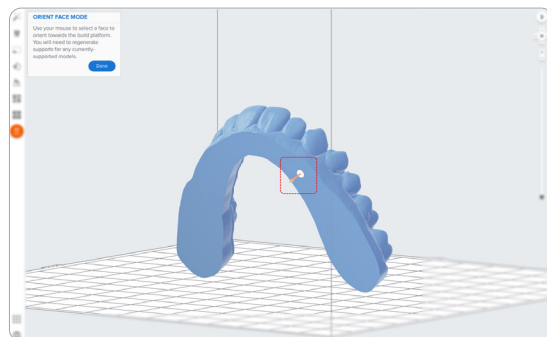 ORIENT FACE MODE
Use your mouse to select a face to
orient towards the build platform.
You will need to regenerate
supports for any currently-
supported models.
Done